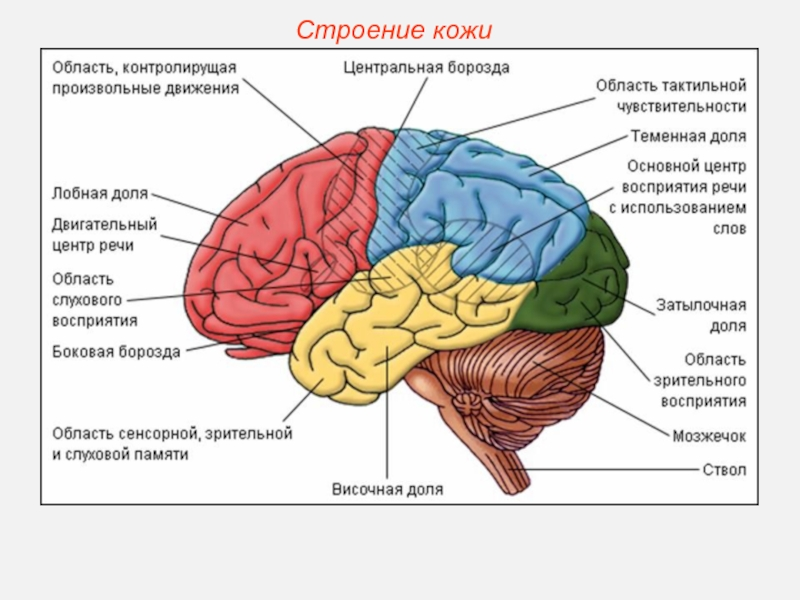 Строение кожи
Область, контролирущая
произвольные движения
Центральная борозда
Область тактильной
чувствительности
Теменная доля
Основной центр
восприятия речи
с использованием
слов
Лобная доля
Двигательный
центр речи
Область
слухового
восприятия
Боковая борозда
Затылочная
доля
Область
зрительного
восприятия
Мозжечок
Ствол
Область сенсорной, зрительной
и слуховой памяти
Височная доля